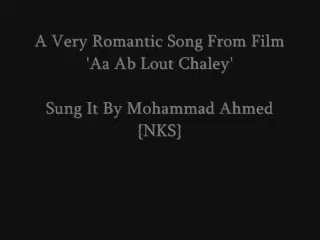 A Very Romantic Song From Film
'Aa Ab Lout Chaley'
Sung It By Mohammad Ahmed
{NKS}